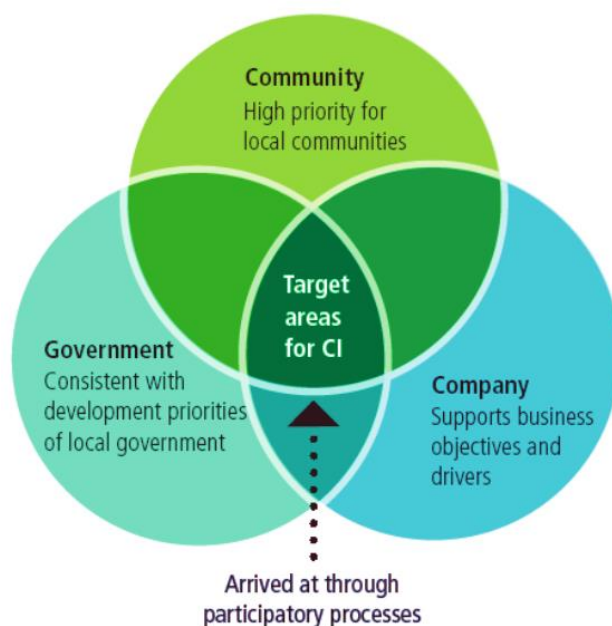 Community
High priority for
local communities
Target
areas
for CI
Government
Consistent with
development priorities
of local government
Company
Supports business
objectives and
drivers
Arrived at through
participatory processes